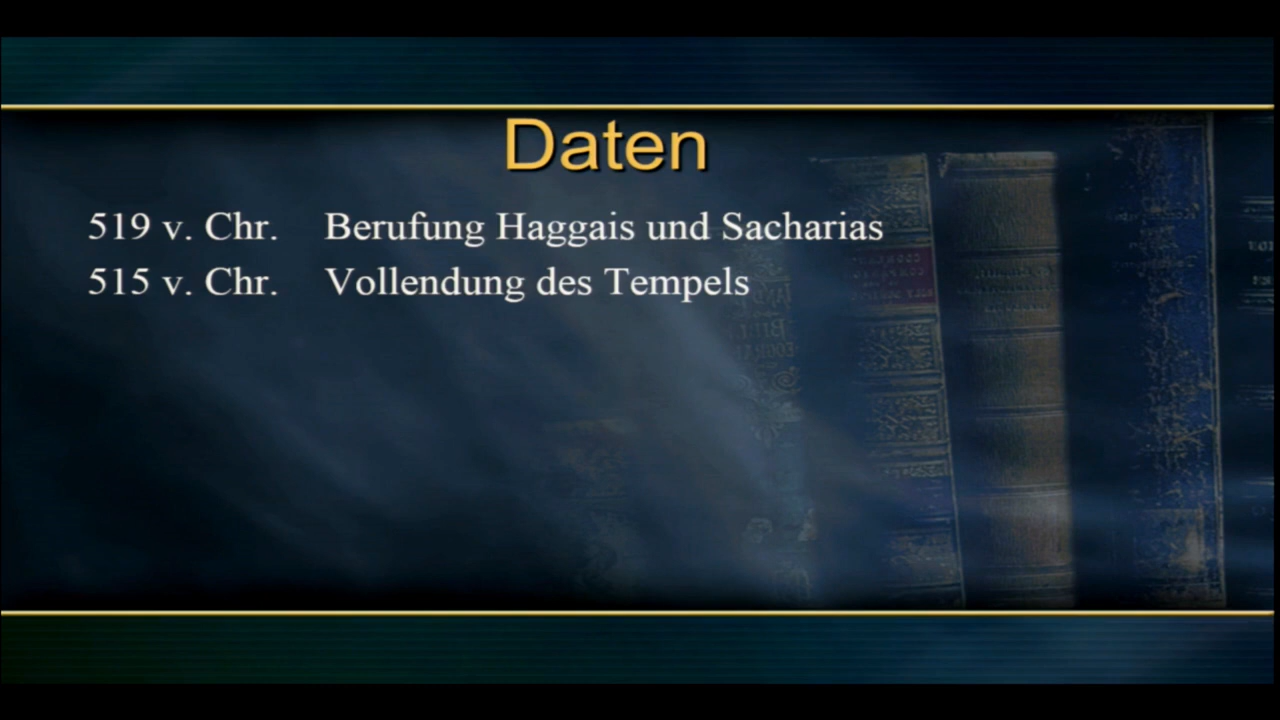 Daten
519 v. Chr. Berufung Haggais und Sacharias
515 v. Chr. Vollendung des Tempels